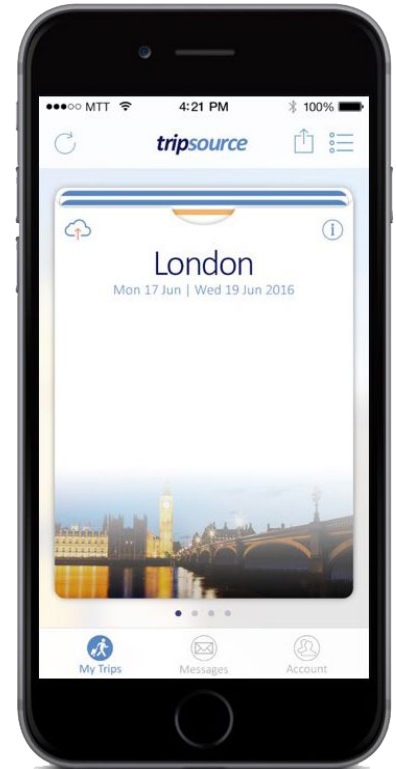 ●●●○○ MTT 4:21 PM 100%
tripsource
i
London
Mon 17 Jun | Wed 19 Jun 2016
My Trips Messages Account